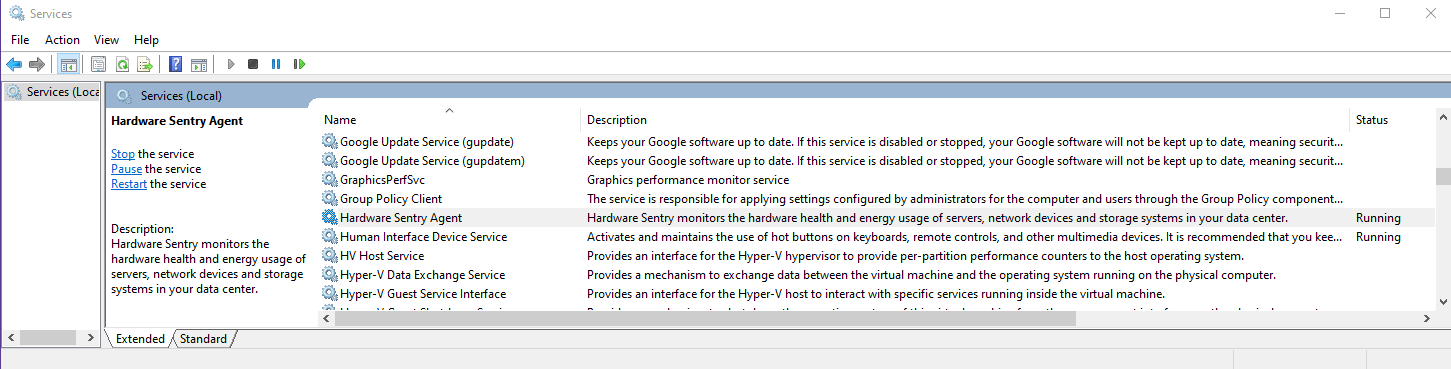 Services
File Action View Help
Services (Loca
Services (Local)
Hardware Sentry Agent
Stop the service
Pause the service
Restart the service
Description:
Hardware Sentry monitors the
hardware health and energy usage of
servers, network devices and storage
systems in your data center.
Name Description Status
Google Update Service (gupdate) Keeps your Google software up to date. If this service is disabled or stopped, your Google software will not be kept up to date, meaning securit...
Google Update Service (gupdatem) Keeps your Google software up to date. If this service is disabled or stopped, your Google software will not be kept up to date, meaning securit...
GraphicsPerfSvc Graphics performance monitor service
Group Policy Client The service is responsible for applying settings configured by administrators for the computer and users through the Group Policy component...
Hardware Sentry Agent Hardware Sentry monitors the hardware health and energy usage of servers, network devices and storage systems in your data center. Running
Human Interface Device Service Activates and maintains the use of hot buttons on keyboards, remote controls, and other multimedia devices. It is recommended that you kee... Running
HV Host Service Provides an interface for the Hyper-V hypervisor to provide per-partition performance counters to the host operating system.
Hyper-V Data Exchange Service Provides a mechanism to exchange data between the virtual machine and the operating system running on the physical computer.
Hyper-V Guest Service Interface Provides an interface for the Hyper-V host to interact with specific services running inside the virtual machine.
Extended Standard